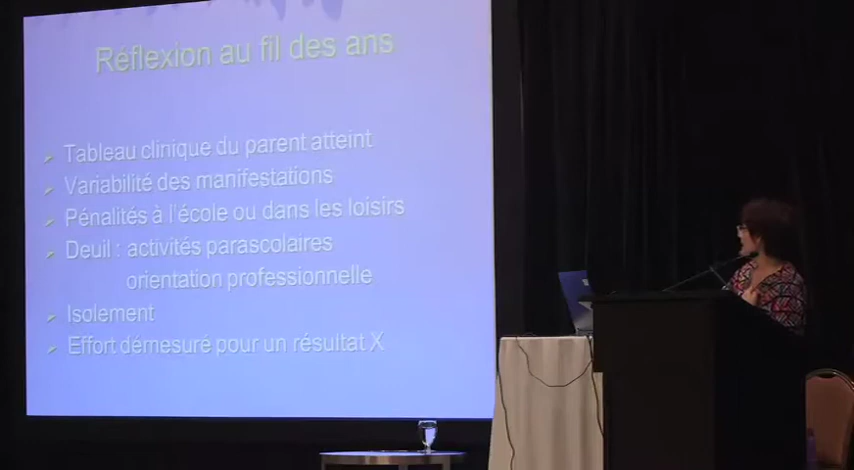 Réflexion au fil des ans
Tableau clinique du parent atteint
Variabilité des manifestations
Pénalités à l'école ou dans les loisirs
Deuil : activités parascolaires
orientation professionnelle
Isolement
Effort démesuré pour un résultat X